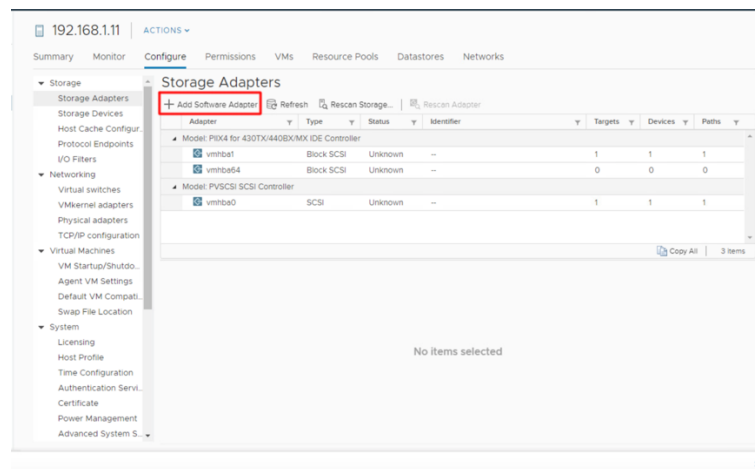 192.168.1.11 ACTIONS
Summary Monitor Configure Permissions VMs Resource Pools Datastores Networks
Storage
Storage Adapters
Storage Devices
Host Cache Configur..
Protocol Endpoints
I/O Filters
Networking
Virtual switches
VMkernel adapters
Physical adapters
TCP/IP configuration
Virtual Machines
VM Startup/Shutdo...
Agent VM Settings
Default VM Compati...
Swap File Location
System
Licensing
Host Profile
Time Configuration
Authentication Servi...
Certificate
Power Management
Advanced System S...
Storage Adapters
+ Add Software Adapter Refresh Rescan Storage... | Rescan Adapter
Adapter Type Status Identifier Targets Devices Paths
Model: PIIX4 for 430TX/440BX/MX IDE Controller
vmhba1 Block SCSI Unknown -- 1 1 1
vmhba64 Block SCSI Unknown -- 0 0 0
Model: PVSCSI SCSI Controller
vmhba0 SCSI Unknown -- 1 1 1
Copy All | 3 items
No items selected